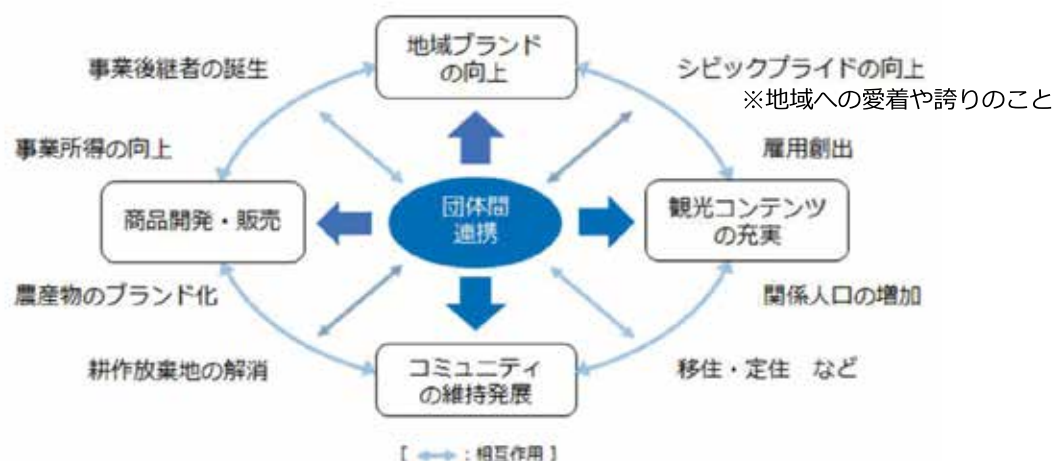 地域ブランド
の向上
事業後継者の誕生
シビックプライドの向上
※地域への愛着や誇りのこと
事業所得の向上
雇用創出
商品開発・販売
団体間
連携
観光コンテンツ
の充実
農産物のブランド化
関係人口の増加
耕作放棄地の解消
コミュニティ
の維持発展
移住・定住 など
[ : 相互作用 ]